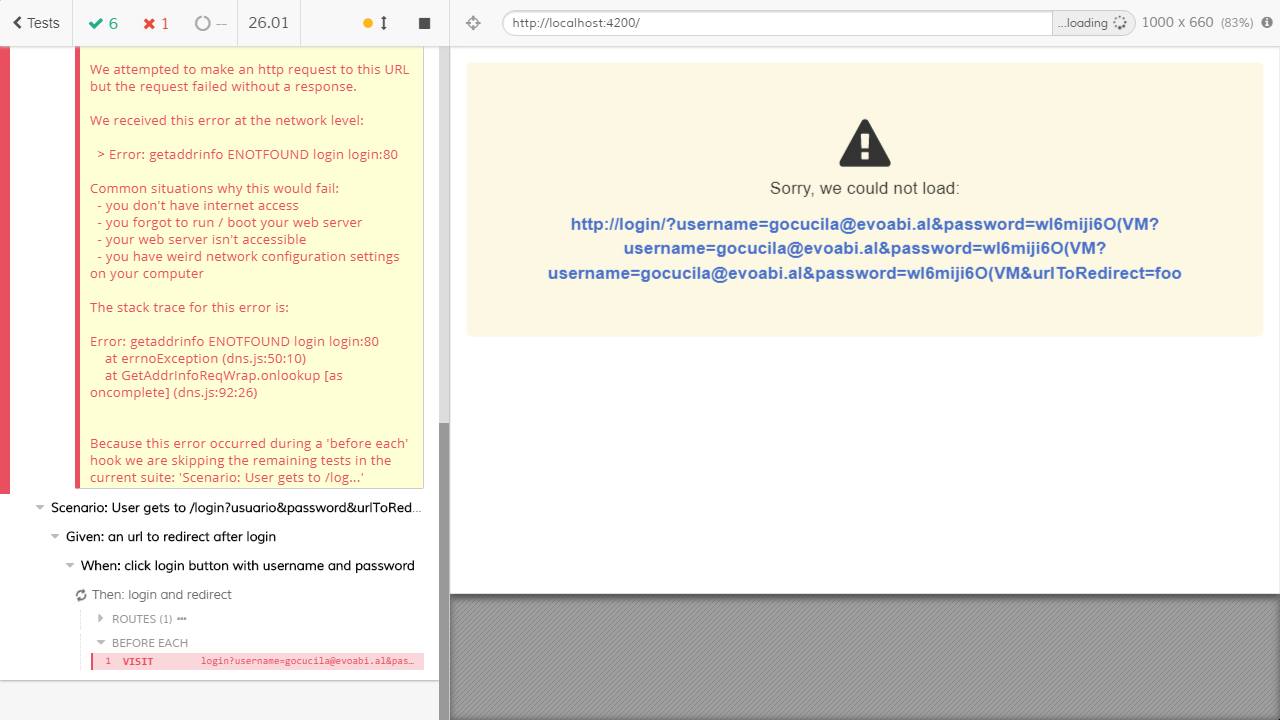 Tests 6 1 -- 26.01
http://localhost:4200/ ...loading 1000 x 660 (83%)
We attempted to make an http request to this URL
but the request failed without a response.
We received this error at the network level:
> Error: getaddrinfo ENOTFOUND login login:80
Common situations why this would fail:
- you don't have internet access
- you forgot to run / boot your web server
- your web server isn't accessible
- you have weird network configuration settings
on your computer
The stack trace for this error is:
Error: getaddrinfo ENOTFOUND login login:80
at errnoException (dns.js:50:10)
at GetAddrInfoReqWrap.onlookup [as
oncomplete] (dns.js:92:26)
Because this error occurred during a 'before each'
hook we are skipping the remaining tests in the
current suite: 'Scenario: User gets to /log...'
Scenario: User gets to /login?usuario&password&urlToRed...
Given: an url to redirect after login
When: click login button with username and password
Then: login and redirect
ROUTES (1) •••
BEFORE EACH
1 VISIT login?username=gocucila@evoabi.al&pas…
Sorry, we could not load:
http://login/?username=gocucila@evoabi.al&password=wl6miji6O(VM?
username=gocucila@evoabi.al&password=wl6miji6O(VM?
username=gocucila@evoabi.al&password=wl6miji6O(VM&urlToRedirect=foo